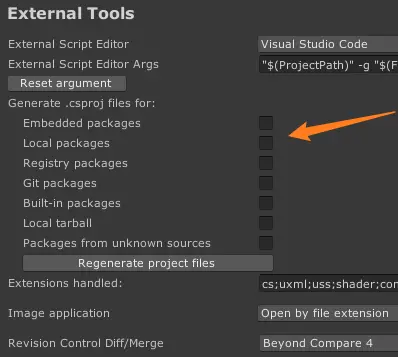 External Tools
External Script Editor Visual Studio Code
External Script Editor Args "$(ProjectPath)" -g "$(F
Reset argument
Generate .csproj files for:
Embedded packages
Local packages
Registry packages
Git packages
Built-in packages
Local tarball
Packages from unknown sources
Regenerate project files
Extensions handled: cs;uxml;uss;shader;com
Image application Open by file extension
Revision Control Diff/Merge Beyond Compare 4